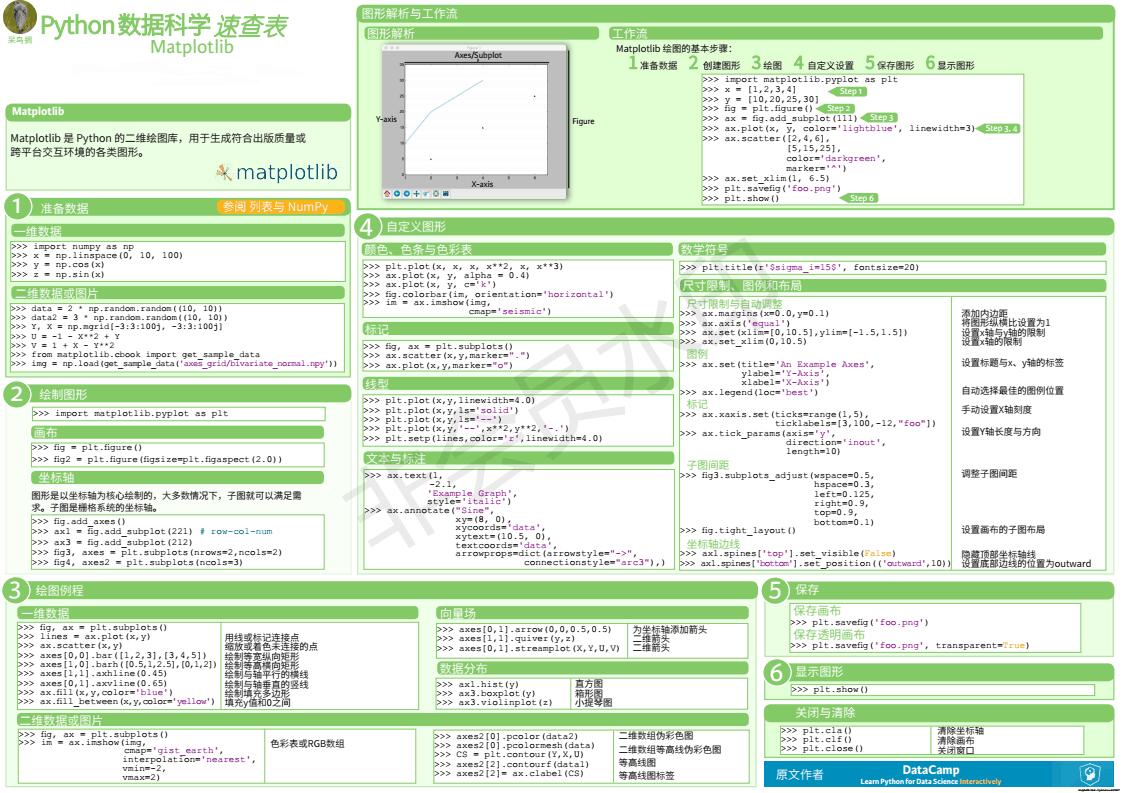 采鸟钢
Python 数据科学 速查表
Matplotlib
Matplotlib
Matplotlib 是 Python 的二维绘图库，用于生成符合出版质量或
跨平台交互环境的各类图形。
matplotlib
1 准备数据
参阅 列表与 NumPy
一维数据
>>> import numpy as np
>>> x = np.linspace(0, 10, 100)
>>> y = np.cos(x)
>>> z = np.sin(x)
二维数据或图片
>>> data = 2 * np.random.random((10, 10))
>>> data2 = 3 * np.random.random((10, 10))
>>> Y, X = np.mgrid[-3:3:100j, -3:3:100j]
>>> U = -1 - X**2 + Y
>>> V = 1 + X - Y**2
>>> from matplotlib.cbook import get_sample_data
>>> img = np.load(get_sample_data('axes_grid/bivariate_normal.npy'))
2 绘制图形
>>> import matplotlib.pyplot as plt
画布
>>> fig = plt.figure()
>>> fig2 = plt.figure(figsize=plt.figaspect(2.0))
坐标轴
图形是以坐标轴为核心绘制的，大多数情况下，子图就可以满足需
求。子图是栅格系统的坐标轴。
>>> fig.add_axes()
>>> ax1 = fig.add_subplot(221) # row-col-num
>>> ax3 = fig.add_subplot(212)
>>> fig3, axes = plt.subplots(nrows=2,ncols=2)
>>> fig4, axes2 = plt.subplots(ncols=3)
图形解析与工作流
图形解析
Axes/Subplot
Y-axis
X-axis
Figure
工作流
Matplotlib 绘图的基本步骤：
1 准备数据 2 创建图形 3 绘图 4 自定义设置 5 保存图形 6 显示图形
>>> import matplotlib.pyplot as plt
>>> x = [1,2,3,4]
Step 1
>>> y = [10,20,25,30]
>>> fig = plt.figure() Step 2
>>> ax = fig.add_subplot(111) Step 3
>>> ax.plot(x, y, color='lightblue', linewidth=3) Step 3, 4
>>> ax.scatter([2,4,6],
[5,15,25],
color='darkgreen',
marker='^')
>>> ax.set_xlim(1, 6.5)
>>> plt.savefig('foo.png')
>>> plt.show() Step 6
4 自定义图形
颜色、色条与色彩表
>>> plt.plot(x, x, x, x**2, x, x**3)
>>> ax.plot(x, y, alpha = 0.4)
>>> ax.plot(x, y, c='k')
>>> fig.colorbar(im, orientation='horizontal')
>>> im = ax.imshow(img,
cmap='seismic')
标记
>>> fig, ax = plt.subplots()
>>> ax.scatter(x,y,marker=".")
>>> ax.plot(x,y,marker="o")
线型
>>> plt.plot(x,y,linewidth=4.0)
>>> plt.plot(x,y,ls='solid')
>>> plt.plot(x,y,ls='--')
>>> plt.plot(x,y,'--',x**2,y**2,'-.')
>>> plt.setp(lines,color='r',linewidth=4.0)
文本与标注
>>> ax.text(1,
-2.1,
'Example Graph',
style='italic')
>>> ax.annotate("Sine",
xy=(8, 0),
xycoords='data',
xytext=(10.5, 0),
textcoords='data',
arrowprops=dict(arrowstyle="->",
connectionstyle="arc3"),)
数学符号
>>> plt.title(r'$sigma_i=15$', fontsize=20)
尺寸限制、图例和布局
尺寸限制与自动调整
>>> ax.margins(x=0.0,y=0.1) 添加内边距
>>> ax.axis('equal') 将图形纵横比设置为1
>>> ax.set(xlim=[0,10.5],ylim=[-1.5,1.5]) 设置x轴与y轴的限制
>>> ax.set_xlim(0,10.5) 设置x轴的限制
图例
>>> ax.set(title='An Example Axes', 设置标题与x、y轴的标签
ylabel='Y-Axis',
xlabel='X-Axis')
>>> ax.legend(loc='best') 自动选择最佳的图例位置
标记
>>> ax.xaxis.set(ticks=range(1,5), 手动设置X轴刻度
ticklabels=[3,100,-12,"foo"])
>>> ax.tick_params(axis='y', 设置Y轴长度与方向
direction='inout',
length=10)
子图间距
>>> fig3.subplots_adjust(wspace=0.5, 调整子图间距
hspace=0.3,
left=0.125,
right=0.9,
top=0.9,
bottom=0.1)
>>> fig.tight_layout() 设置画布的子图布局
坐标轴边线
>>> ax1.spines['top'].set_visible(False) 隐藏顶部坐标轴线
>>> ax1.spines['bottom'].set_position(('outward',10)) 设置底部边线的位置为outward
非会员水印
3 绘图例程
一维数据
>>> fig, ax = plt.subplots()
>>> lines = ax.plot(x,y) 用线或标记连接点
>>> ax.scatter(x,y) 缩放或着色未连接的点
>>> axes[0,0].bar([1,2,3],[3,4,5]) 绘制等宽纵向矩形
>>> axes[1,0].barh([0.5,1,2.5],[0,1,2]) 绘制等高横向矩形
>>> axes[1,1].axhline(0.45) 绘制与轴平行的横线
>>> axes[0,1].axvline(0.65) 绘制与轴垂直的竖线
>>> ax.fill(x,y,color='blue') 绘制填充多边形
>>> ax.fill_between(x,y,color='yellow') 填充y值和0之间
二维数据或图片
>>> fig, ax = plt.subplots()
>>> im = ax.imshow(img, 色彩表或RGB数组
cmap='gist_earth',
interpolation='nearest',
vmin=-2,
vmax=2)
向量场
>>> axes[0,1].arrow(0,0,0.5,0.5) 为坐标轴添加箭头
>>> axes[1,1].quiver(y,z) 二维箭头
>>> axes[0,1].streamplot(X,Y,U,V) 二维箭头
数据分布
>>> ax1.hist(y) 直方图
>>> ax3.boxplot(y) 箱形图
>>> ax3.violinplot(z) 小提琴图
>>> axes2[0].pcolor(data2) 二维数组伪彩色图
>>> axes2[0].pcolormesh(data) 二维数组等高线伪彩色图
>>> CS = plt.contour(Y,X,U) 等高线图
>>> axes2[2].contourf(data1)
>>> axes2[2]= ax.clabel(CS) 等高线图标签
5 保存
保存画布
>>> plt.savefig('foo.png')
保存透明画布
>>> plt.savefig('foo.png', transparent=True)
6 显示图形
>>> plt.show()
关闭与清除
>>> plt.cla() 清除坐标轴
>>> plt.clf() 清除画布
>>> plt.close() 关闭窗口
原文作者
DataCamp
Learn Python for Data Science Interactively